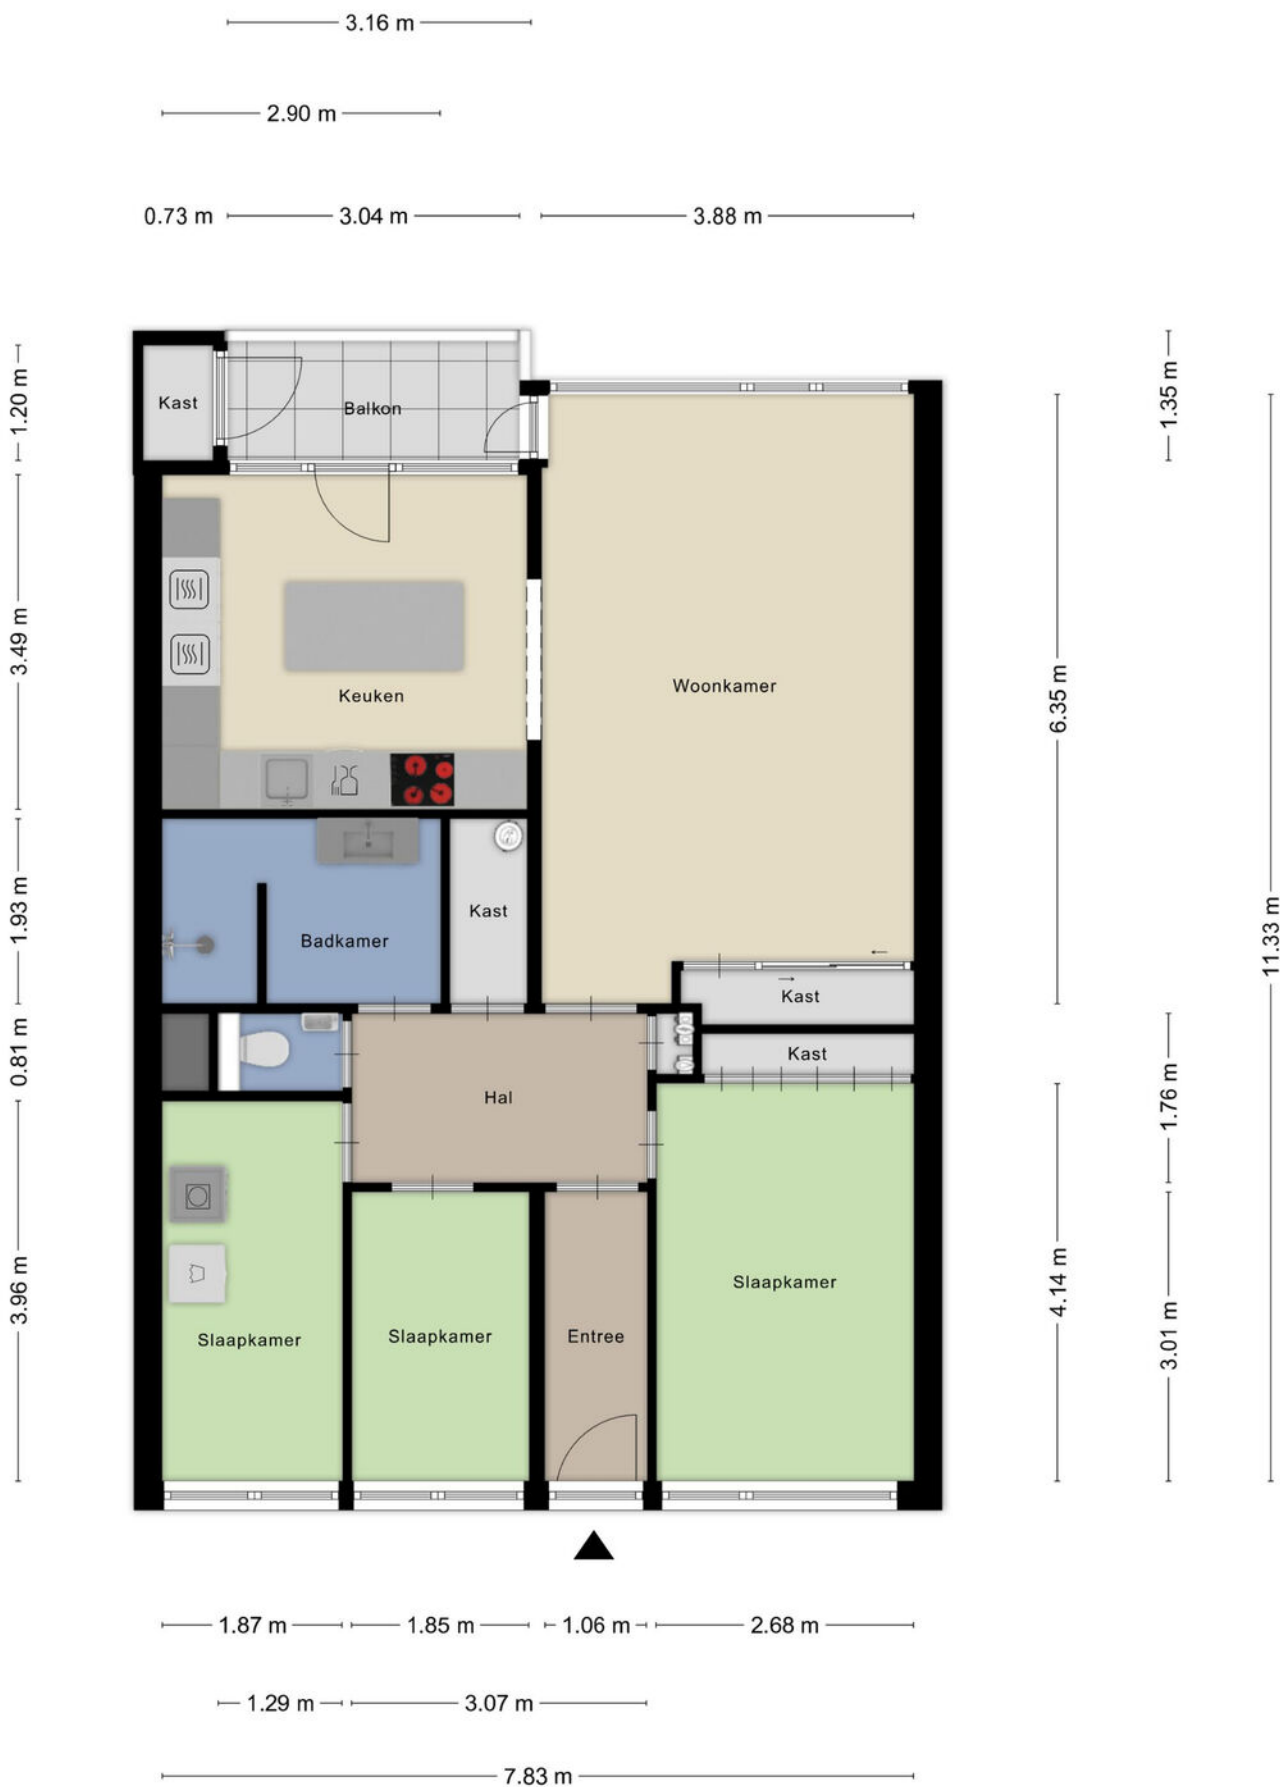 3.16 m
2.90 m
0.73 m
3.04 m
3.88 m
1.20 m
Kast
Balkon
1.35 m
3.49 m
Keuken
Woonkamer
6.35 m
1.93 m
Badkamer
Kast
Kast
11.33 m
0.81 m
Kast
Hal
1.76 m
3.96 m
Slaapkamer
Slaapkamer
Entree
Slaapkamer
4.14 m
3.01 m
1.87 m
1.85 m
1.06 m
2.68 m
1.29 m
3.07 m
7.83 m